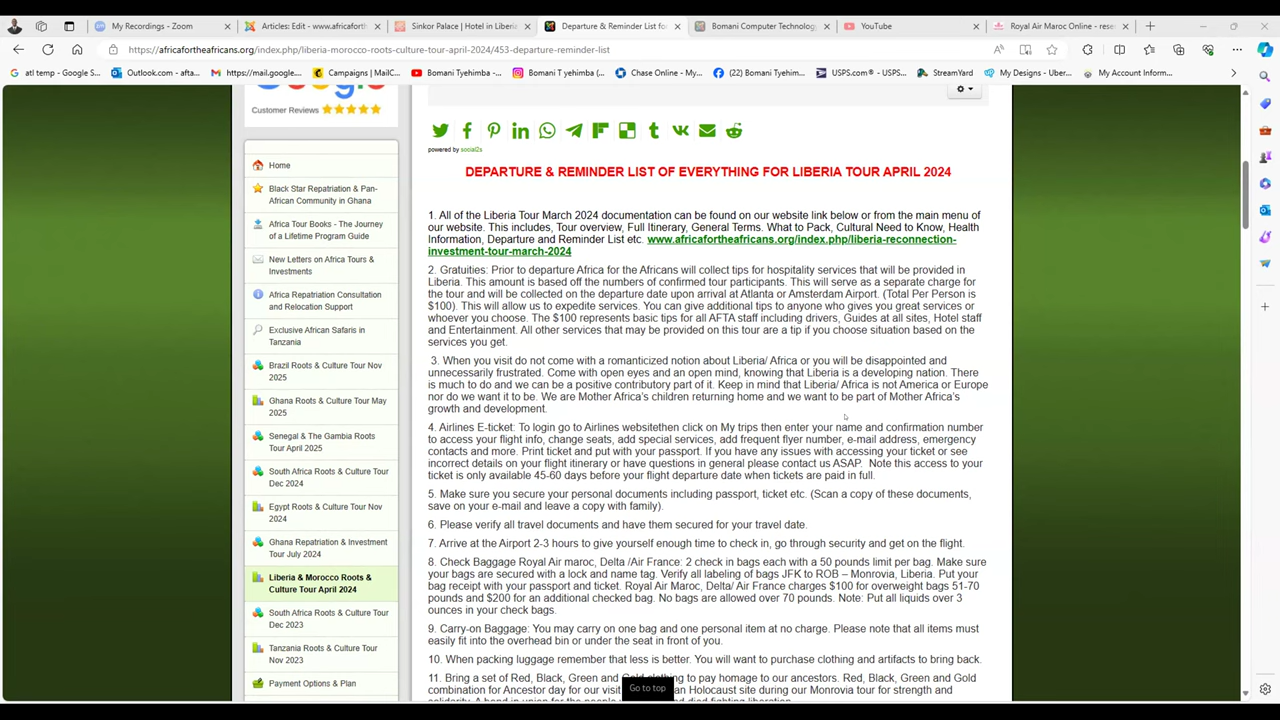 My Recordings - Zoom
Articles: Edit - www.africaforth
Sinkor Palace | Hotel in Liberia
Departure & Reminder List for
Bomani Computer Technology
YouTube
Royal Air Maroc Online - rese
https://africafortheafricans.org/index.php/liberia-morocco-roots-culture-tour-april-2024/453-departure-reminder-list
atl temp - Google S...
Outlook.com - afta...
https://mail.google...
Campaigns | MailC...
Bomani Tyehimba -...
Bomani T yehimba (...
Chase Online - My...
(22) Bomani Tyehim...
USPS.com® - USPS...
StreamYard
My Designs - Uber...
My Account Inform...
Customer Reviews
powered by social2s
Home
Black Star Repatriation & Pan-
African Community in Ghana
Africa Tour Books - The Journey
of a Lifetime Program Guide
New Letters on Africa Tours &
Investments
Africa Repatriation Consultation
and Relocation Support
Exclusive African Safaris in
Tanzania
Brazil Roots & Culture Tour Nov
2025
Ghana Roots & Culture Tour May
2025
Senegal & The Gambia Roots
Tour April 2025
South Africa Roots & Culture Tour
Dec 2024
Egypt Roots & Culture Tour Nov
2024
Ghana Repatriation & Investment
Tour July 2024
Liberia & Morocco Roots &
Culture Tour April 2024
South Africa Roots & Culture Tour
Dec 2023
Tanzania Roots & Culture Tour
Nov 2023
Payment Options & Plan
DEPARTURE & REMINDER LIST OF EVERYTHING FOR LIBERIA TOUR APRIL 2024
1. All of the Liberia Tour March 2024 documentation can be found on our website link below or from the main menu of
our website. This includes, Tour overview, Full Itinerary, General Terms. What to Pack, Cultural Need to Know, Health
Information, Departure and Reminder List etc. www.africafortheafricans.org/index.php/liberia-reconnection-
investment-tour-march-2024
2. Gratuities: Prior to departure Africa for the Africans will collect tips for hospitality services that will be provided in
Liberia. This amount is based off the numbers of confirmed tour participants. This will serve as a separate charge for
the tour and will be collected on the departure date upon arrival at Atlanta or Amsterdam Airport. (Total Per Person is
$100). This will allow us to expedite services. You can give additional tips to anyone who gives you great services or
whoever you choose. The $100 represents basic tips for all AFTA staff including drivers, Guides at all sites, Hotel staff
and Entertainment. All other services that may be provided on this tour are a tip if you choose situation based on the
services you get.
3. When you visit do not come with a romanticized notion about Liberia/ Africa or you will be disappointed and
unnecessarily frustrated. Come with open eyes and an open mind, knowing that Liberia is a developing nation. There
is much to do and we can be a positive contributory part of it. Keep in mind that Liberia/ Africa is not America or Europe
nor do we want it to be. We are Mother Africa's children returning home and we want to be part of Mother Africa's
growth and development.
4. Airlines E-ticket: To login go to Airlines websitethen click on My trips then enter your name and confirmation number
to access your flight info, change seats, add special services, add frequent flyer number, e-mail address, emergency
contacts and more. Print ticket and put with your passport. If you have any issues with accessing your ticket or see
incorrect details on your flight itinerary or have questions in general please contact us ASAP. Note this access to your
ticket is only available 45-60 days before your flight departure date when tickets are paid in full.
5. Make sure you secure your personal documents including passport, ticket etc. (Scan a copy of these documents,
save on your e-mail and leave a copy with family).
6. Please verify all travel documents and have them secured for your travel date.
7. Arrive at the Airport 2-3 hours to give yourself enough time to check in, go through security and get on the flight.
8. Check Baggage Royal Air maroc, Delta /Air France: 2 check in bags each with a 50 pounds limit per bag. Make sure
your bags are secured with a lock and name tag. Verify all labeling of bags JFK to ROB – Monrovia, Liberia. Put your
bag receipt with your passport and ticket. Royal Air Maroc, Delta/ Air France charges $100 for overweight bags 51-70
pounds and $200 for an additional checked bag. No bags are allowed over 70 pounds. Note: Put all liquids over 3
ounces in your check bags.
9. Carry-on Baggage: You may carry on one bag and one personal item at no charge. Please note that all items must
easily fit into the overhead bin or under the seat in front of you.
10. When packing luggage remember that less is better. You will want to purchase clothing and artifacts to bring back.
11. Bring a set of Red, Black, Green and Gold clothing to pay homage to our ancestors. Red, Black, Green and Gold
combination for Ancestor day for our visit an Holocaust site during our Monrovia tour for strength and
Go to top